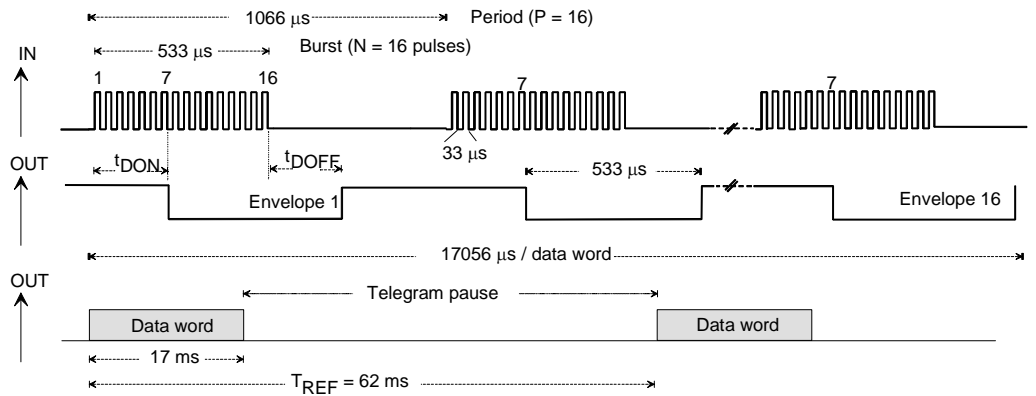 1066 µs
Period (P = 16)
533 µs
Burst (N = 16 pulses)
IN
1 7 16
7
7
33 µs
OUT
tDON
tDOFF
533 µs
Envelope 1
Envelope 16
17056 µs / data word
OUT
Telegram pause
Data word
Data word
17 ms
TREF = 62 ms